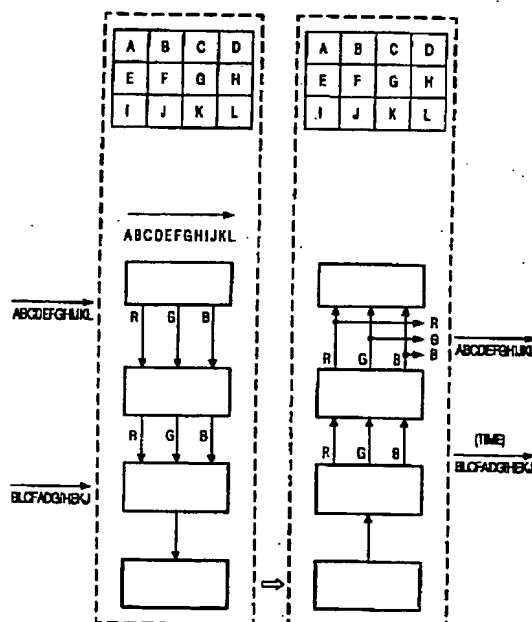 A B C D
E F G H
I J K L
A B C D
E F G H
I J K L
ABCDEFGHIJKL
ABCDEFGHIJKL
R G B
R G B
BLCFADGIHEKJ
R
G
B
ABCDEFGHIJKL
R G B
(TIME)
R G B
BLCFADGIHEKJ